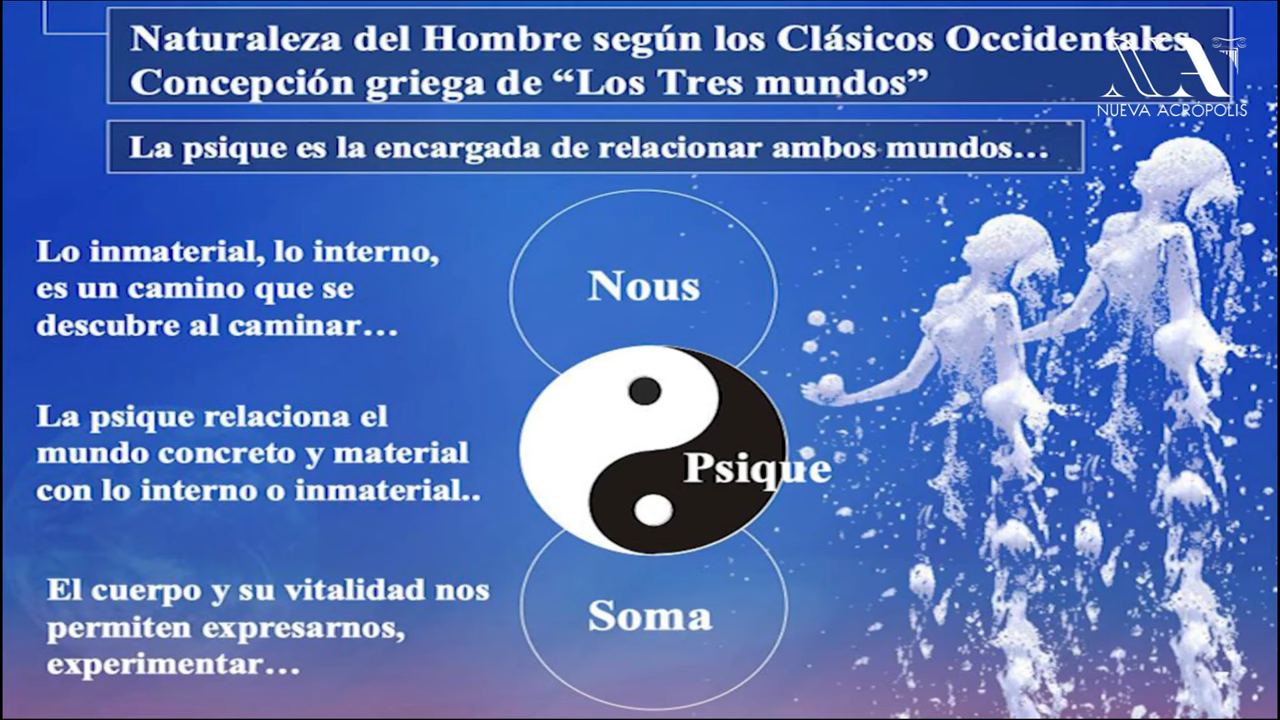 Naturaleza del Hombre según los Clásicos Occidentales
Concepción griega de “Los Tres mundos”
NUEVA ACRÓPOLIS
La psique es la encargada de relacionar ambos mundos…
Lo inmaterial, lo interno,
es un camino que se
descubre al caminar…
Nous
La psique relaciona el
mundo concreto y material
con lo interno o inmaterial..
Psique
El cuerpo y su vitalidad nos
permiten expresarnos,
experimentar…
Soma